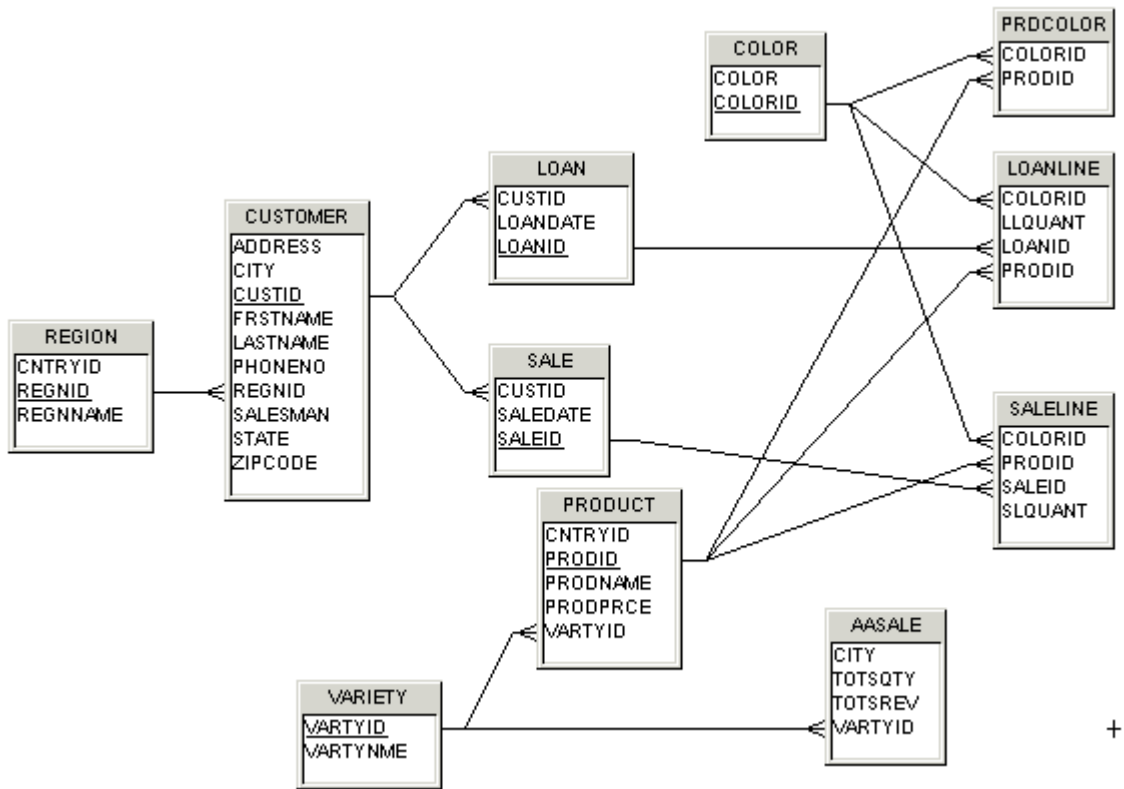 REGION
CNTRYID
REGNID
REGNNAME
CUSTOMER
ADDRESS
CITY
CUSTID
FRSTNAME
LASTNAME
PHONENO
REGNID
SALESMAN
STATE
ZIPCODE
LOAN
CUSTID
LOANDATE
LOANID
SALE
CUSTID
SALEDATE
SALEID
COLOR
COLOR
COLORID
PRDCOLOR
COLORID
PRODID
LOANLINE
COLORID
LLQUANT
LOANID
PRODID
SALELINE
COLORID
PRODID
SALEID
SLQUANT
PRODUCT
CNTRYID
PRODID
PRODNAME
PRODPRCE
VARTYID
VARIETY
VARTYID
VARTYNME
AASALE
CITY
TOTSQTY
TOTSREV
VARTYID
+